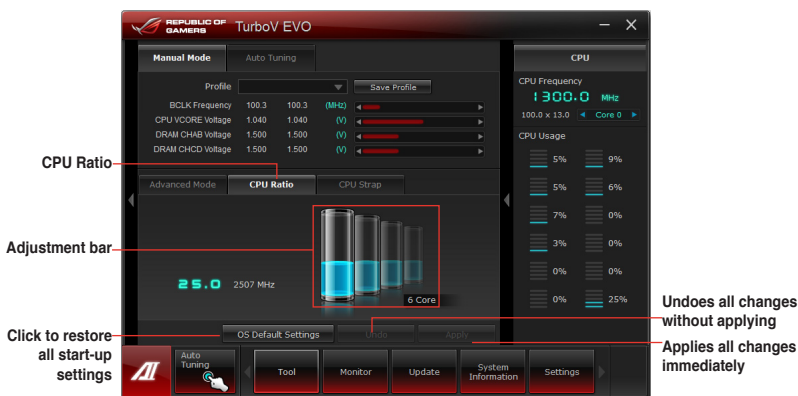 REPUBLIC OF
GAMERS
TurboV EVO
Manual Mode
Auto Tuning
Profile
Save Profile
BCLK Frequency 100.3 100.3 (MHz)
CPU VCORE Voltage 1.040 1.040 (V)
DRAM CHAB Voltage 1.500 1.500 (V)
DRAM CHCD Voltage 1.500 1.500 (V)
CPU Ratio
Advanced Mode
CPU Ratio
CPU Strap
Adjustment bar
25.0 2507 MHz
6 Core
Click to restore
all start-up
settings
OS Default Settings
Undo
Apply
CPU
CPU Frequency
1300.0 MHz
100.0 x 13.0 Core 0
CPU Usage
5% 9%
5% 6%
7% 0%
3% 0%
0% 0%
0% 25%
Undoes all changes
without applying
Applies all changes
immediately
AI
Auto
Tuning
Tool
Monitor
Update
System
Information
Settings